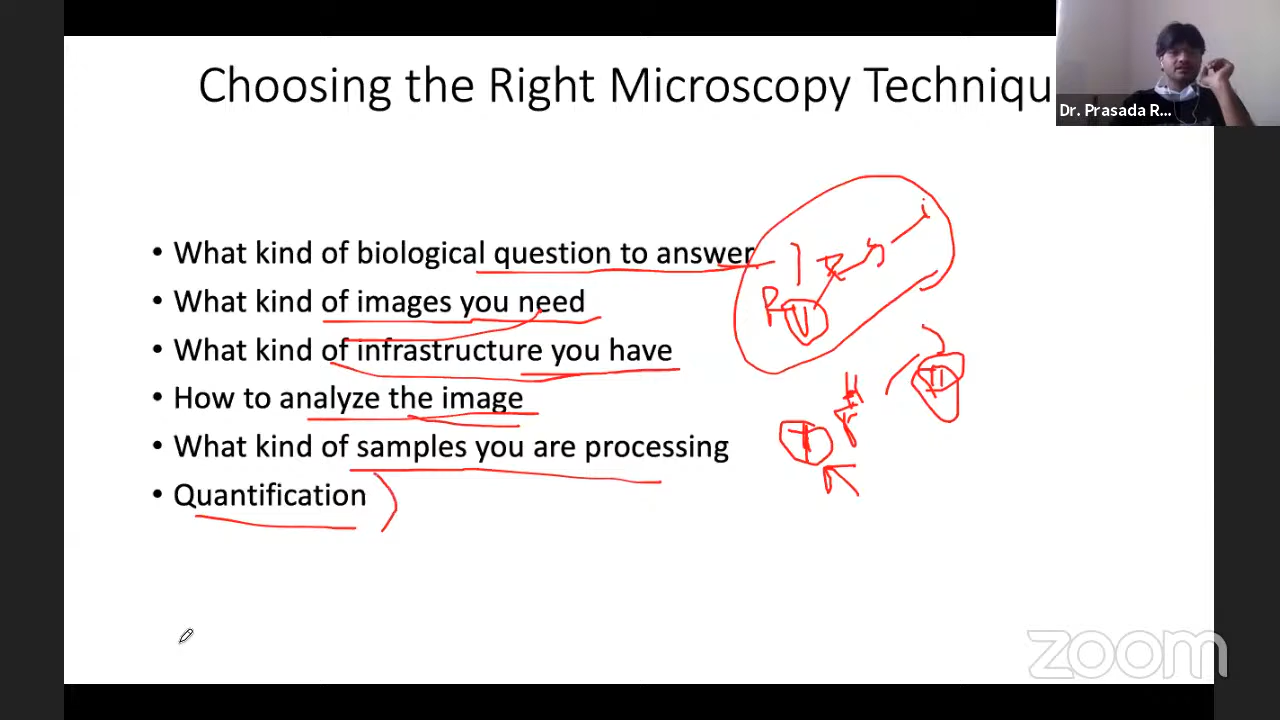 Choosing the Right Microscopy Techniqu
Dr. Prasada R...
• What kind of biological question to answer
• What kind of images you need
• What kind of infrastructure you have
• How to analyze the image
• What kind of samples you are processing
• Quantification
zoom